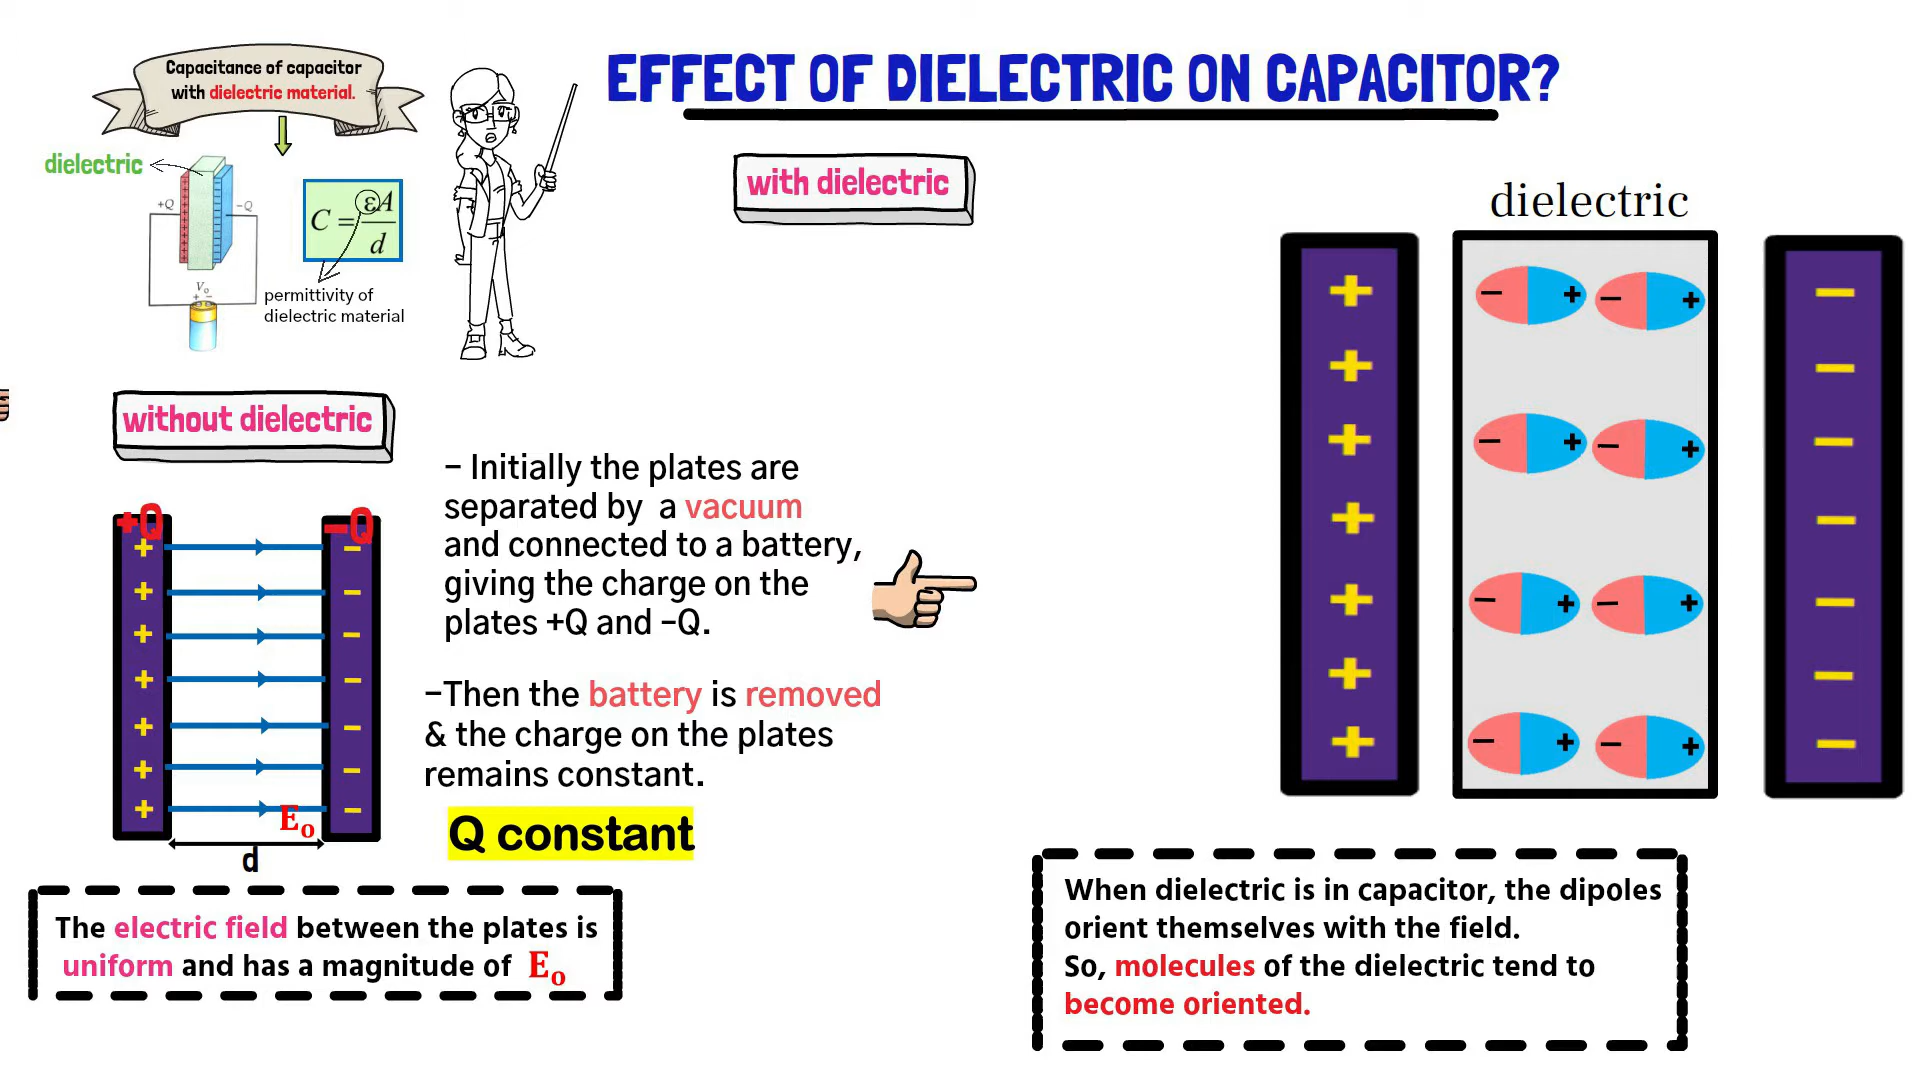 EFFECT OF DIELECTRIC ON CAPACITOR?
Capacitance of capacitor
with dielectric material.
dielectric
+Q
-Q
V₀
+ -
C = εA/d
permittivity of
dielectric material
without dielectric
+Q
-Q
+ -
+ -
+ -
+ -
+ -
+ -
+ -
E₀
d
- Initially the plates are
separated by a vacuum
and connected to a battery,
giving the charge on the
plates +Q and -Q.
-Then the battery is removed
& the charge on the plates
remains constant.
Q constant
The electric field between the plates is
uniform and has a magnitude of E₀
with dielectric
dielectric
+ - + - + -
+ -
+ - + - + -
+ -
+ - + - + -
+ -
+ - + - + -
When dielectric is in capacitor, the dipoles
orient themselves with the field.
So, molecules of the dielectric tend to
become oriented.